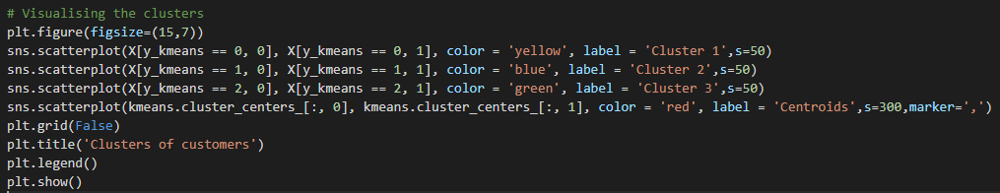 # Visualising the clusters
plt.figure(figsize=(15,7))
sns.scatterplot(X[y_kmeans == 0, 0], X[y_kmeans == 0, 1], color = 'yellow', label = 'Cluster 1',s=50)
sns.scatterplot(X[y_kmeans == 1, 0], X[y_kmeans == 1, 1], color = 'blue', label = 'Cluster 2',s=50)
sns.scatterplot(X[y_kmeans == 2, 0], X[y_kmeans == 2, 1], color = 'green', label = 'Cluster 3',s=50)
sns.scatterplot(kmeans.cluster_centers_[:, 0], kmeans.cluster_centers_[:, 1], color = 'red', label = 'Centroids',s=300,marker=',')
plt.grid(False)
plt.title('Clusters of customers')
plt.legend()
plt.show()